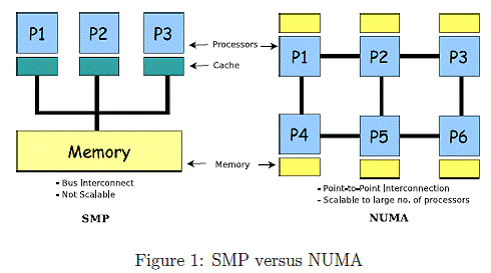 P1 P2 P3
Processors
Cache
Memory
Memory
- Bus Interconnect
- Not Scalable
SMP
P1 P2 P3
P4 P5 P6
- Point-to-Point Interconnection
- Scalable to large no. of processors
NUMA
Figure 1: SMP versus NUMA